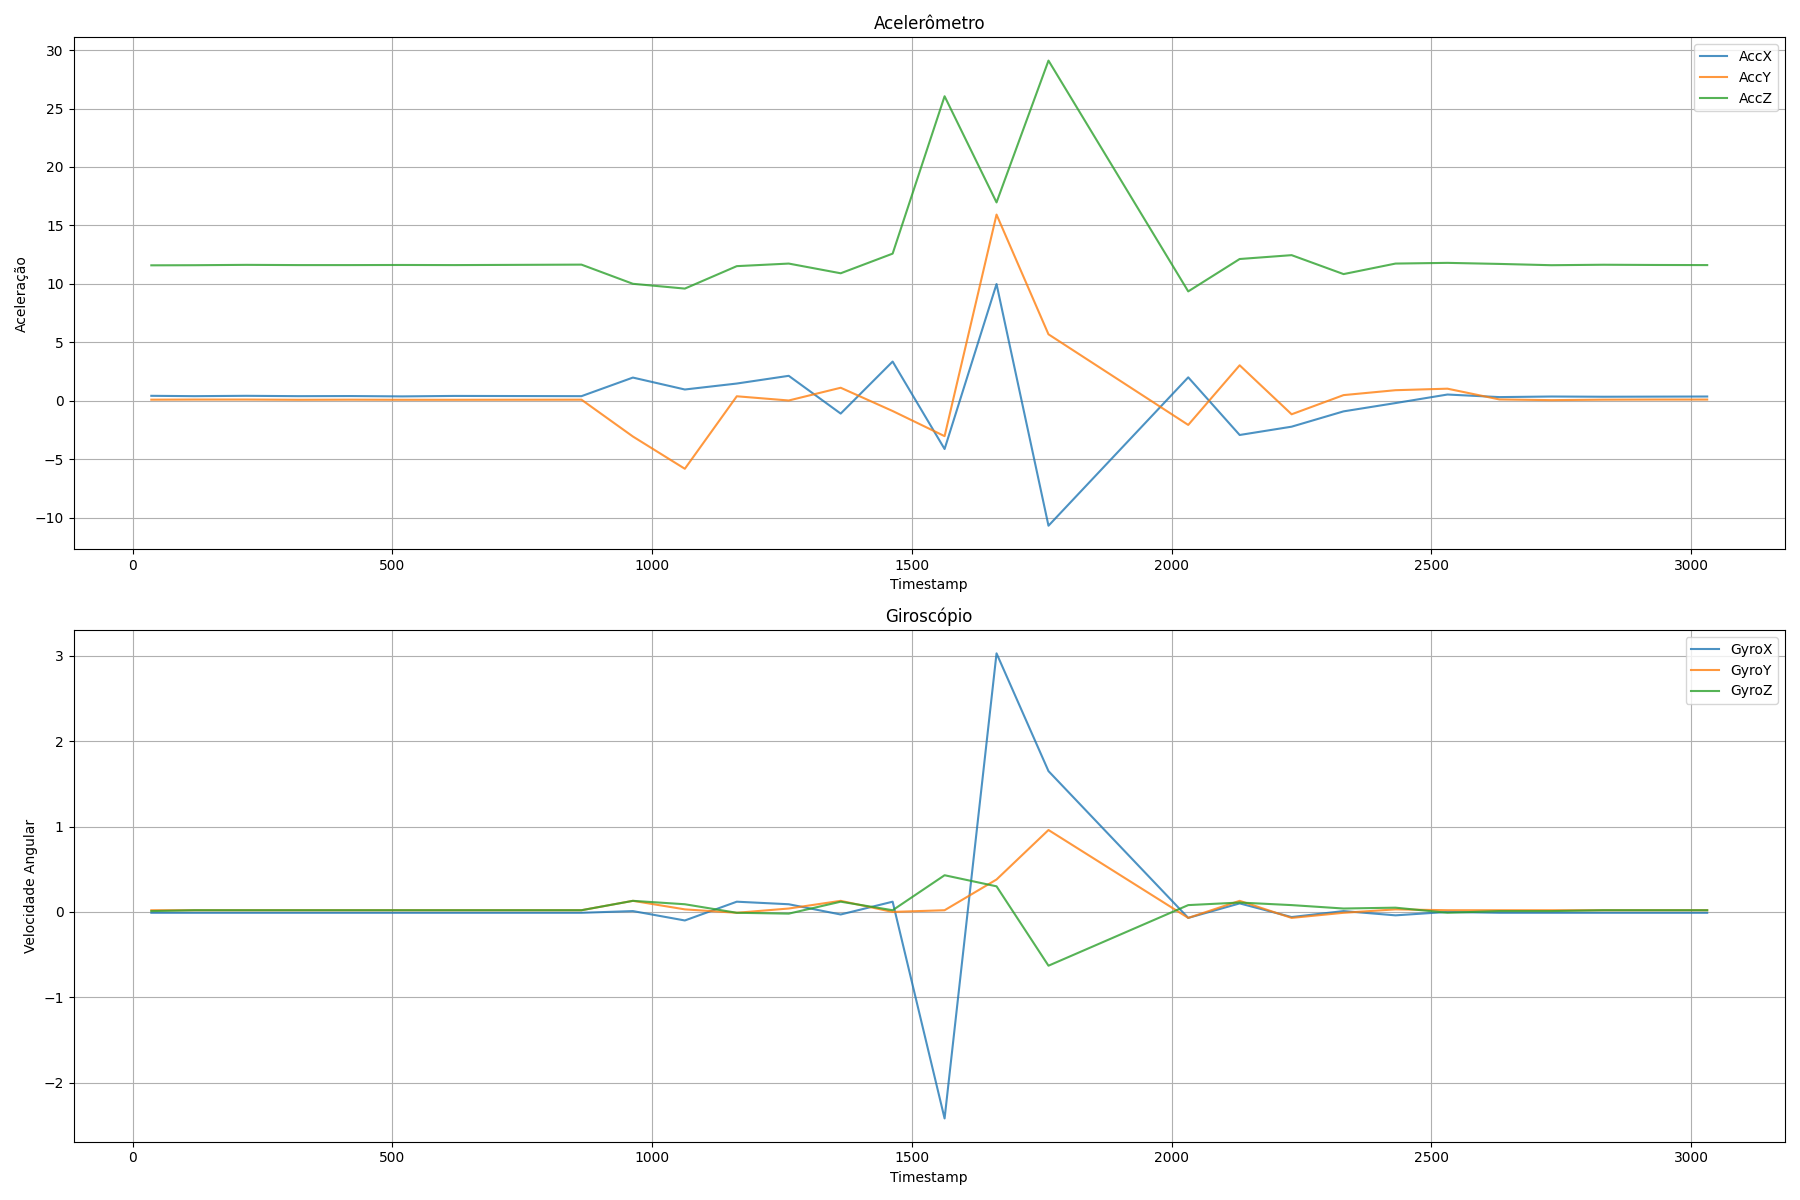 Acelerômetro
30
25
20
15
10
5
0
−5
−10
Aceleração
AccX
AccY
AccZ
0 500 1000 1500 2000 2500 3000
Timestamp
Giroscópio
3
2
1
0
−1
−2
Velocidade Angular
GyroX
GyroY
GyroZ
0 500 1000 1500 2000 2500 3000
Timestamp